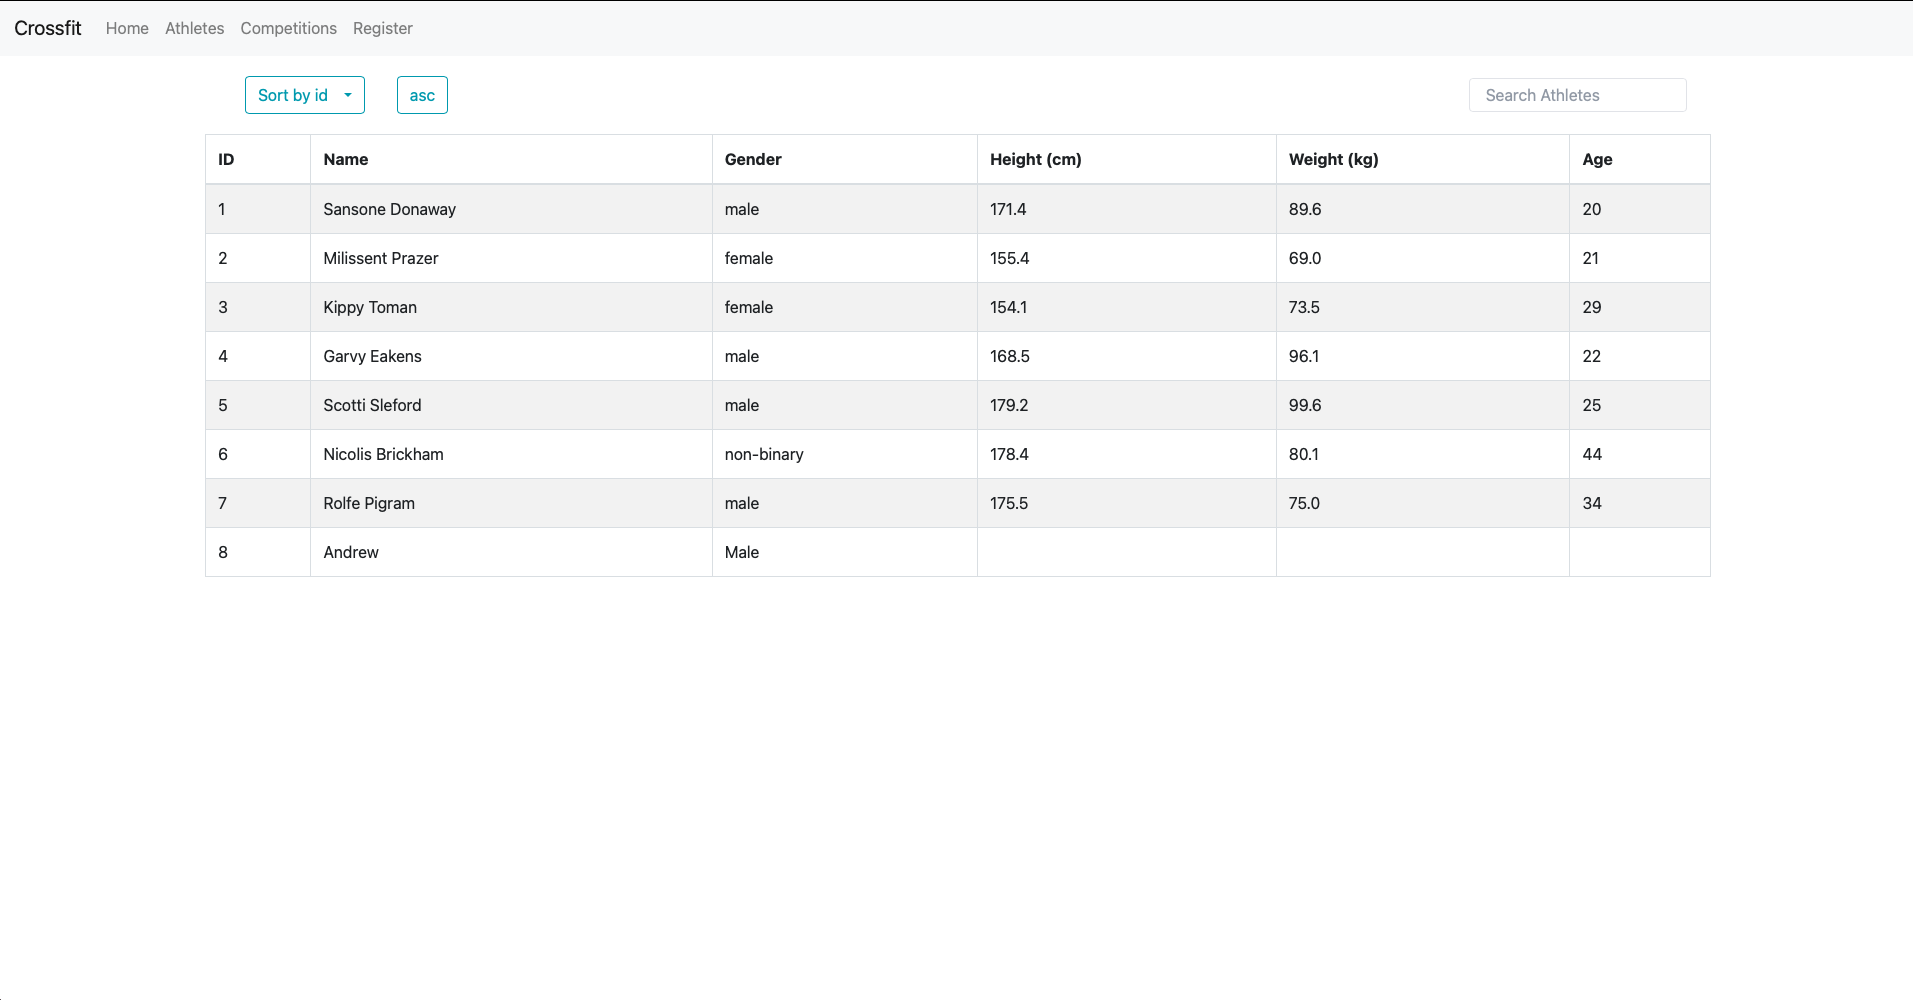 Crossfit Home Athletes Competitions Register
Sort by id asc Search Athletes
ID Name Gender Height (cm) Weight (kg) Age
1 Sansone Donaway male 171.4 89.6 20
2 Milissent Prazer female 155.4 69.0 21
3 Kippy Toman female 154.1 73.5 29
4 Garvy Eakens male 168.5 96.1 22
5 Scotti Sleford male 179.2 99.6 25
6 Nicolis Brickham non-binary 178.4 80.1 44
7 Rolfe Pigram male 175.5 75.0 34
8 Andrew Male